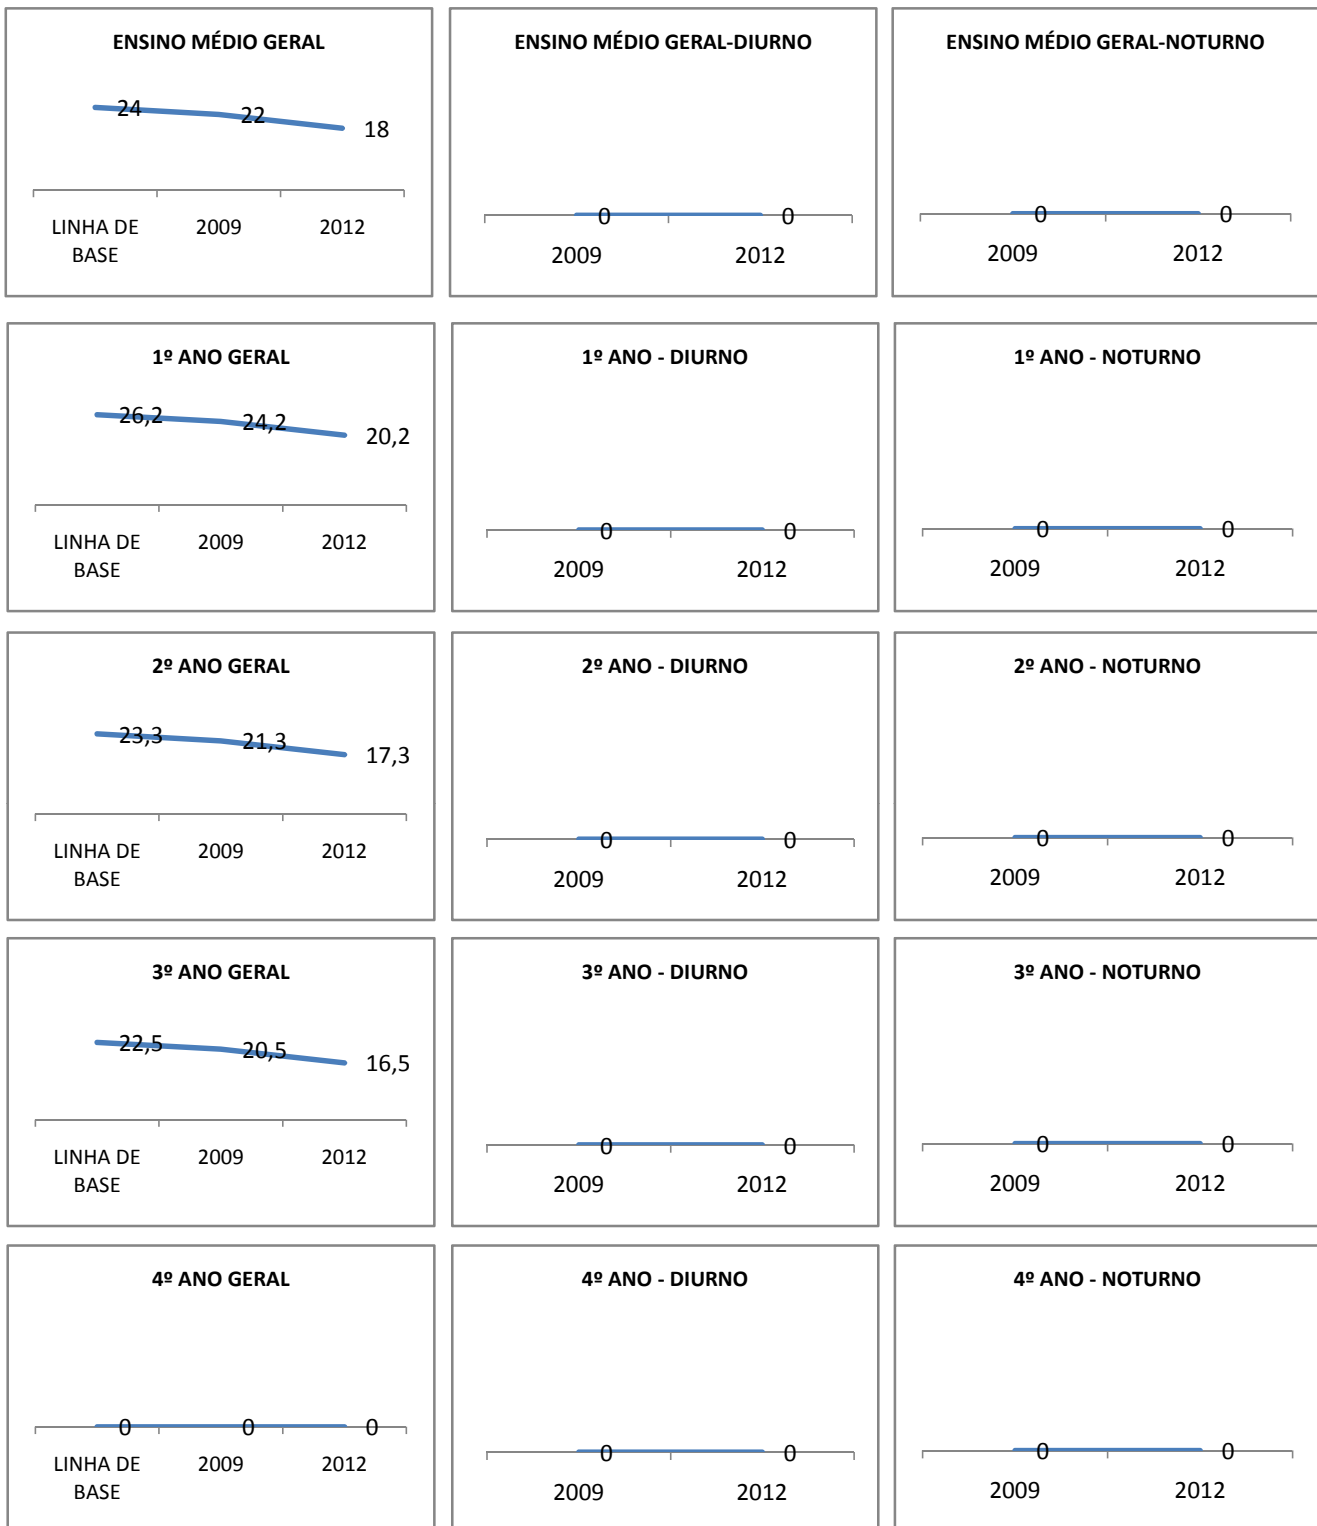 ENSINO MÉDIO GERAL
24
22
18
LINHA DE
BASE
2009
2012
ENSINO MÉDIO GERAL-DIURNO
0
0
2009
2012
ENSINO MÉDIO GERAL-NOTURNO
0
0
2009
2012
1º ANO GERAL
26,2
24,2
20,2
LINHA DE
BASE
2009
2012
1º ANO - DIURNO
0
0
2009
2012
1º ANO - NOTURNO
0
0
2009
2012
2º ANO GERAL
23,3
21,3
17,3
LINHA DE
BASE
2009
2012
2º ANO - DIURNO
0
0
2009
2012
2º ANO - NOTURNO
0
0
2009
2012
3º ANO GERAL
22,5
20,5
16,5
LINHA DE
BASE
2009
2012
3º ANO - DIURNO
0
0
2009
2012
3º ANO - NOTURNO
0
0
2009
2012
4º ANO GERAL
0
0
0
LINHA DE
BASE
2009
2012
4º ANO - DIURNO
0
0
2009
2012
4º ANO - NOTURNO
0
0
2009
2012